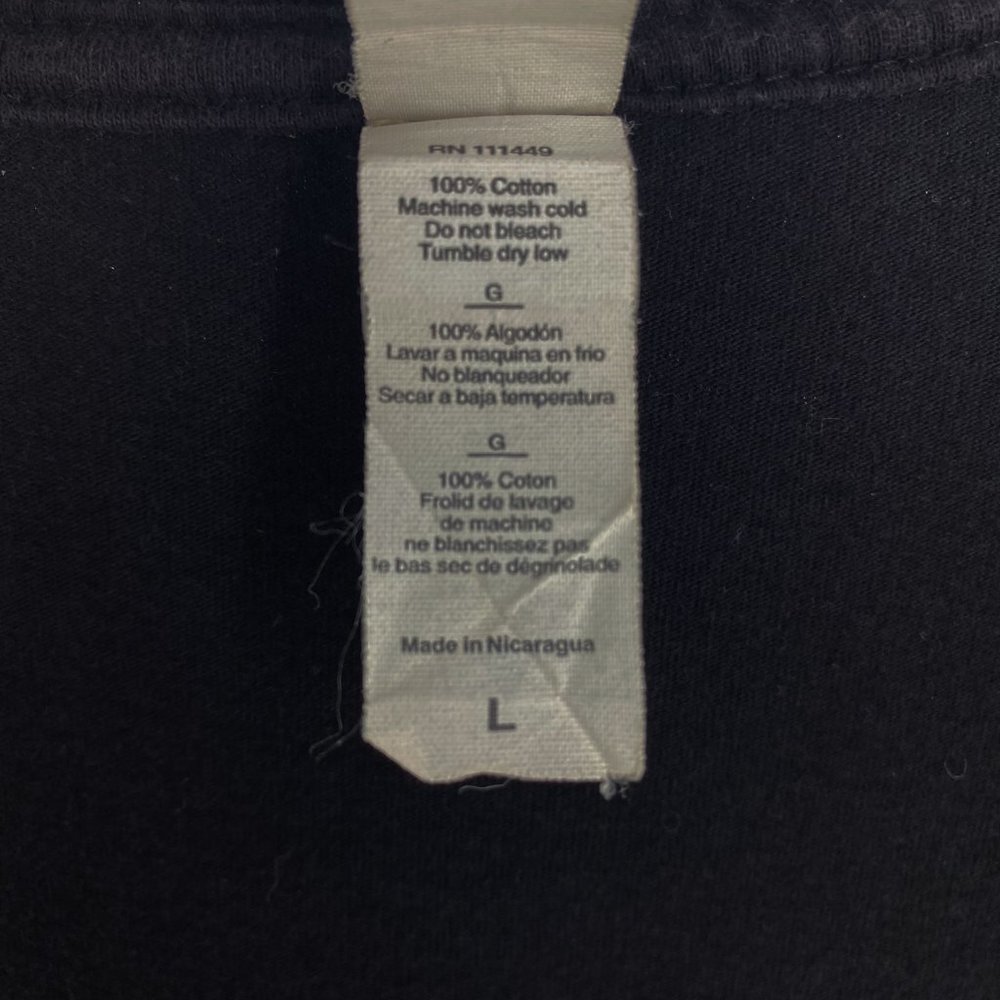 RN 111449
100% Cotton
Machine wash cold
Do not bleach
Tumble dry low
G
100% Algodón
Lavar a maquina en frio
No blanqueador
Secar a baja temperatura
G
100% Coton
Frolid de lavage
de machine
ne blanchissez pas
le bas sec de dégrinolade
Made in Nicaragua
L